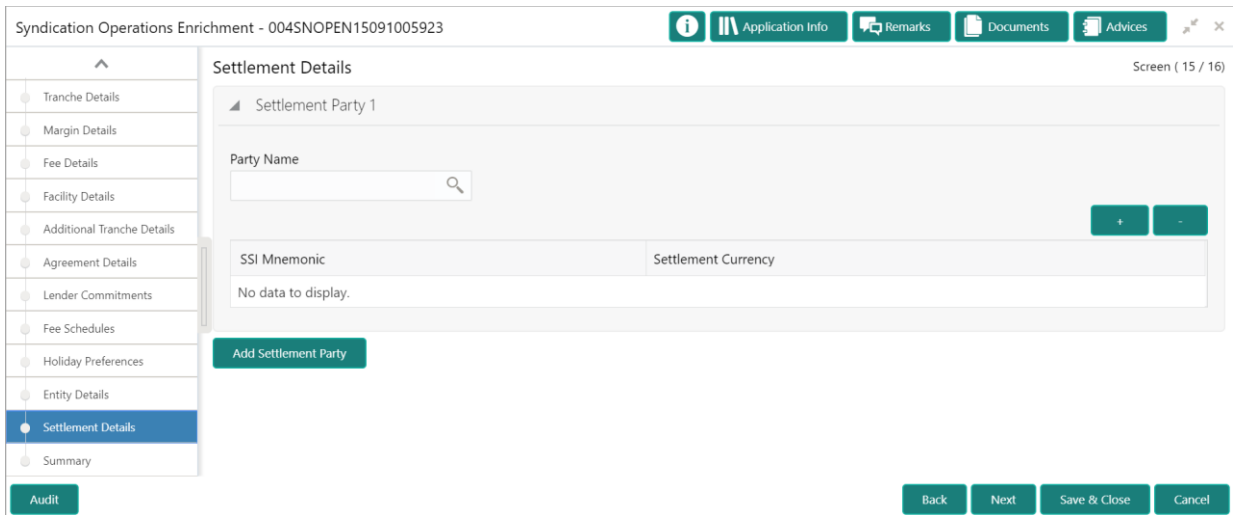 Syndication Operations Enrichment - 004SNOPEN15091005923
i
Application Info
Remarks
Documents
Advices
Tranche Details
Margin Details
Fee Details
Facility Details
Additional Tranche Details
Agreement Details
Lender Commitments
Fee Schedules
Holiday Preferences
Entity Details
Settlement Details
Summary
Settlement Details
Screen ( 15 / 16)
Settlement Party 1
Party Name
+ -
SSI Mnemonic Settlement Currency
No data to display.
Add Settlement Party
Audit
Back Next Save & Close Cancel